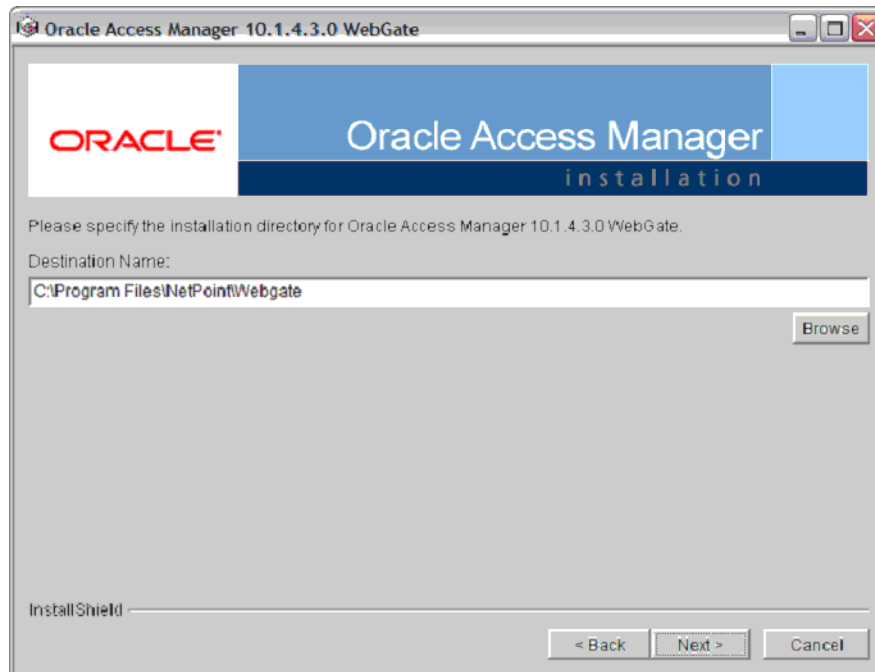 Oracle Access Manager 10.1.4.3.0 WebGate
ORACLE®
Oracle Access Manager
installation
Please specify the installation directory for Oracle Access Manager 10.1.4.3.0 WebGate.
Destination Name:
C:\Program Files\NetPoint\Webgate
Browse
InstallShield
< Back Next > Cancel